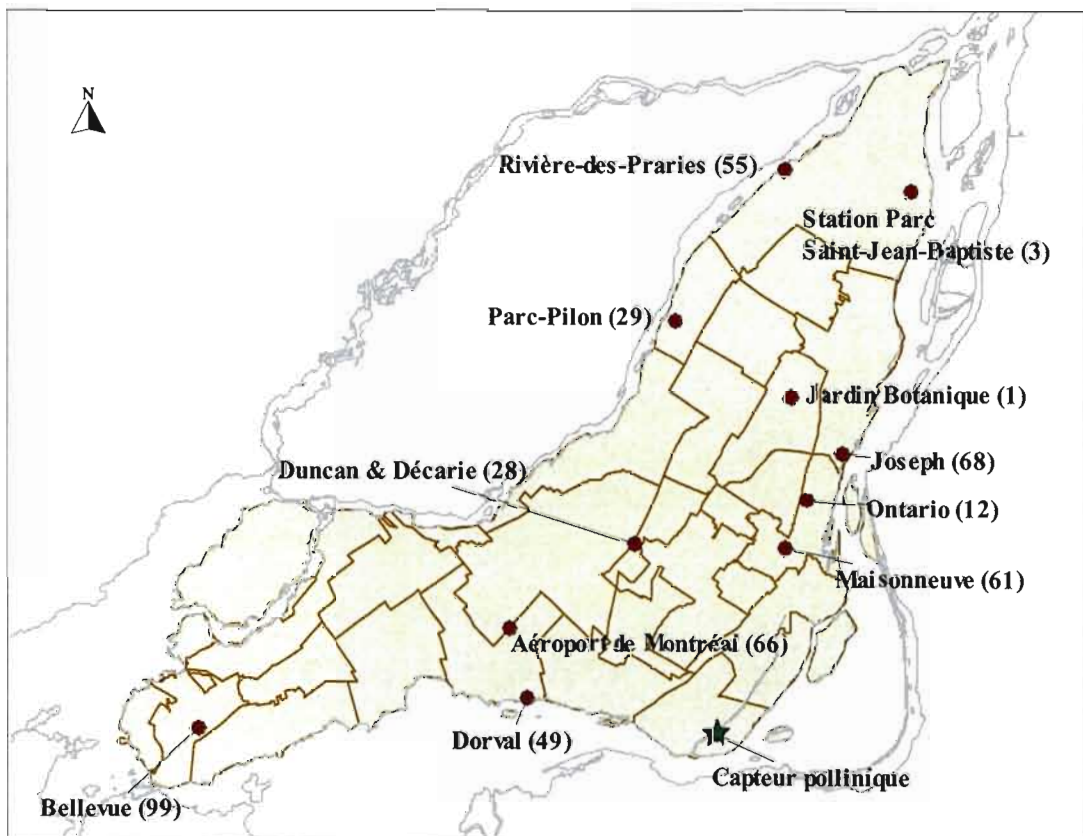 N
Rivière-des-Praries (55)
Station Parc
Saint-Jean-Baptiste (3)
Parc-Pilon (29)
Jardin Botanique (1)
Duncan & Décarie (28)
Joseph (68)
Ontario (12)
Maisonneuve (61)
Aéroport de Montréal (66)
Dorval (49)
Capteur pollinique
Bellevue (99)